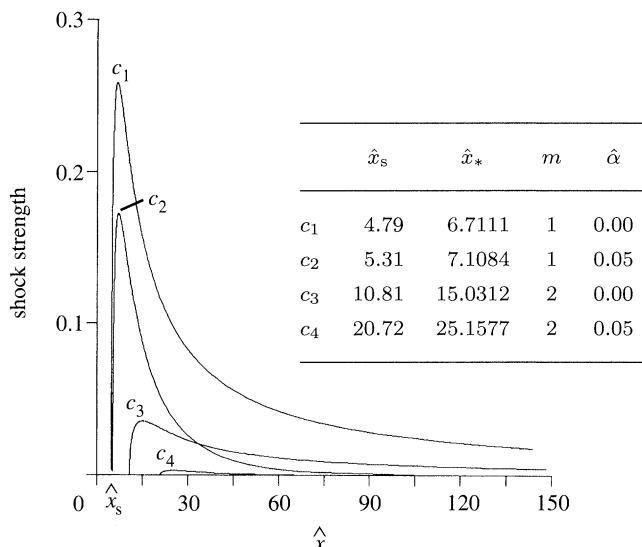 0.3
0.2
0.1
shock strength
c₁
c₂
c₃
c₄
x̂ₛ x̂* m α̂
c₁ 4.79 6.7111 1 0.00
c₂ 5.31 7.1084 1 0.05
c₃ 10.81 15.0312 2 0.00
c₄ 20.72 25.1577 2 0.05
0 x̂ₛ 30 60 90 120 150
x̂